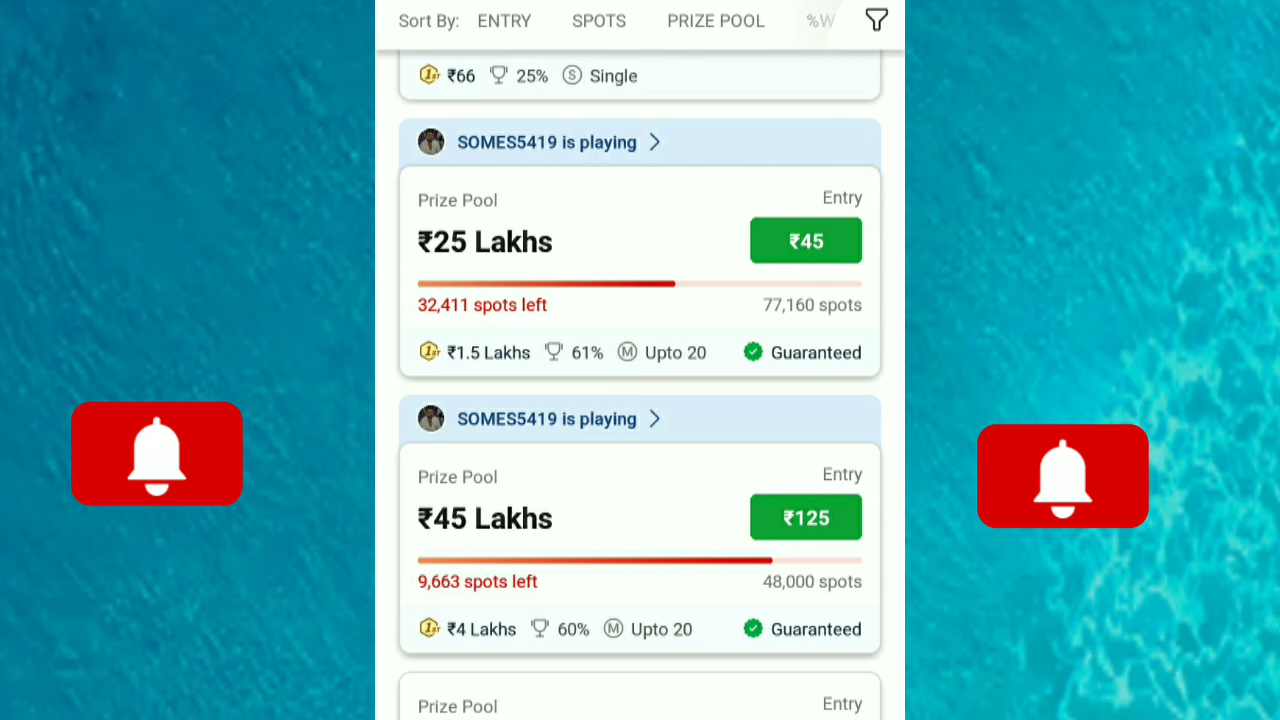 Sort By: ENTRY SPOTS PRIZE POOL %W
1st ₹66 25% S Single
SOMES5419 is playing
Prize Pool Entry
₹25 Lakhs ₹45
32,411 spots left 77,160 spots
1st ₹1.5 Lakhs 61% M Upto 20 Guaranteed
SOMES5419 is playing
Prize Pool Entry
₹45 Lakhs ₹125
9,663 spots left 48,000 spots
1st ₹4 Lakhs 60% M Upto 20 Guaranteed
Prize Pool Entry